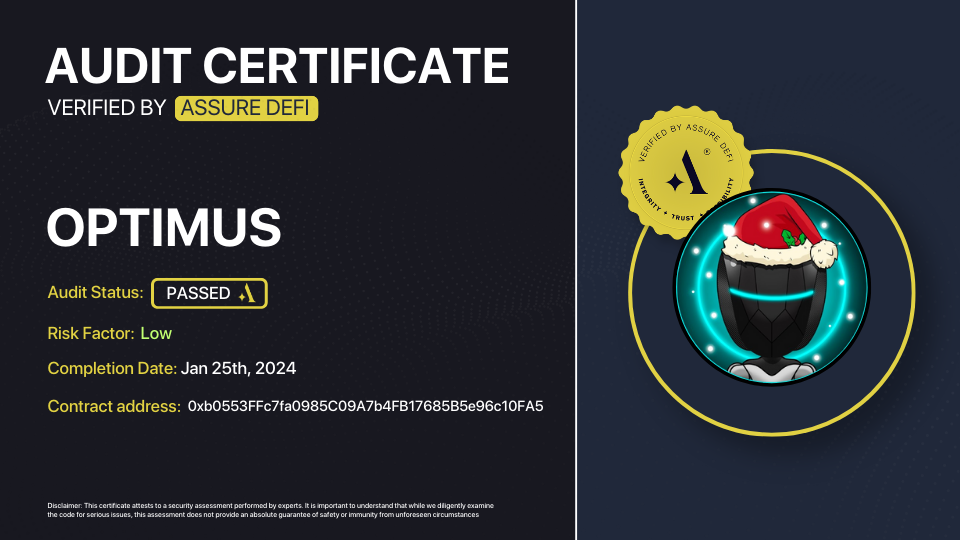 AUDIT CERTIFICATE
VERIFIED BY ASSURE DEFI
OPTIMUS
Audit Status: PASSED
Risk Factor: Low
Completion Date: Jan 25th, 2024
Contract address: 0xb0553FFc7fa0985C09A7b4FB17685B5e96c10FA5
Disclaimer: This certificate attests to a security assessment performed by experts. It is important to understand that while we diligently examine
the code for serious issues, this assessment does not provide an absolute guarantee of safety or immunity from unforeseen circumstances
VERIFIED BY ASSURE DEFI
®
INTEGRITY ✦ TRUST ✦